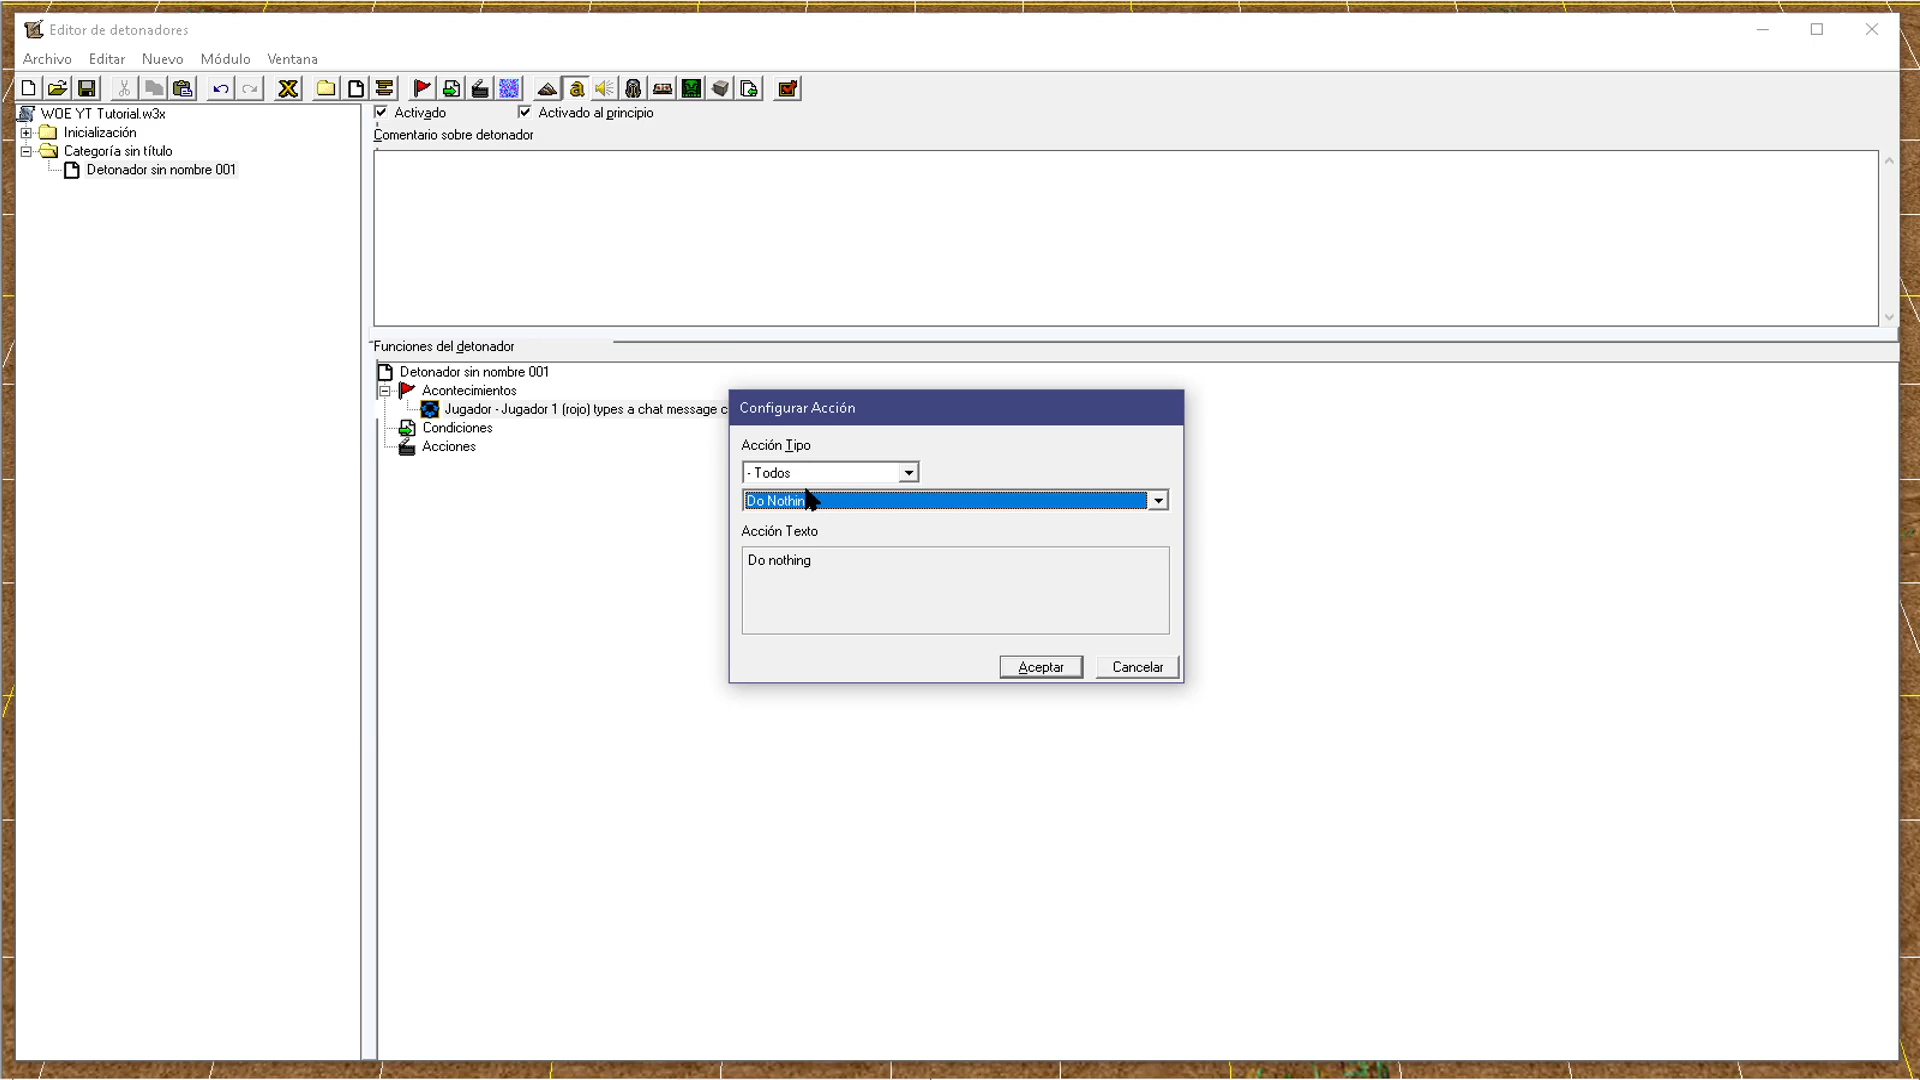 Editor de detonadores
Archivo Editar Nuevo Módulo Ventana
WOE YT Tutorial.w3x
Inicialización
Categoría sin título
Detonador sin nombre 001
Activado Activado al principio
Comentario sobre detonador
Funciones del detonador
Detonador sin nombre 001
Acontecimientos
Jugador - Jugador 1 (rojo) types a chat message c
Condiciones
Acciones
Configurar Acción
Acción Tipo
- Todos
Do Nothin
Acción Texto
Do nothing
Aceptar Cancelar